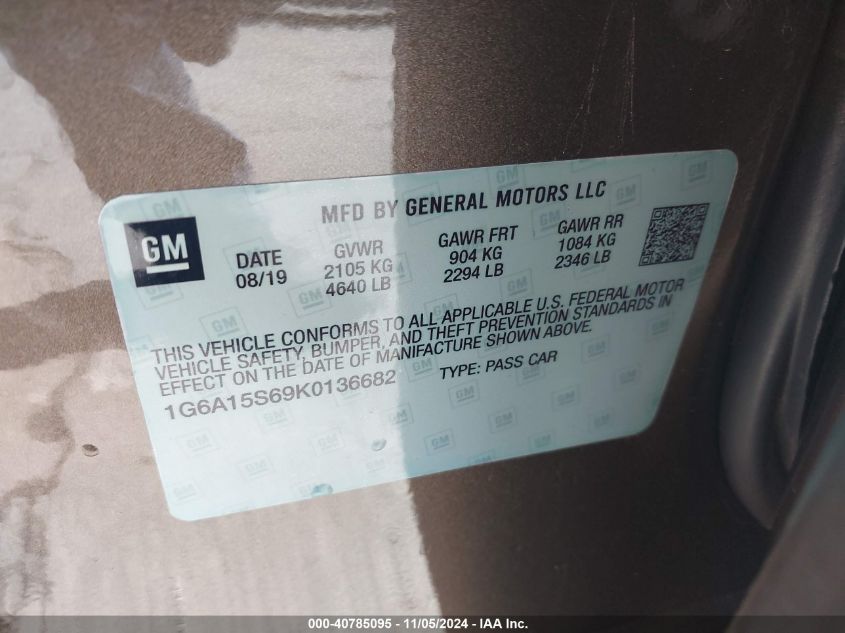 MFD BY GENERAL MOTORS LLC
GM
DATE
08/19
GVWR
2105 KG
4640 LB
GAWR FRT
904 KG
2294 LB
GAWR RR
1084 KG
2346 LB
THIS VEHICLE CONFORMS TO ALL APPLICABLE U.S. FEDERAL MOTOR
VEHICLE SAFETY, BUMPER, AND THEFT PREVENTION STANDARDS IN
EFFECT ON THE DATE OF MANIFACTURE SHOWN ABOVE.
1G6A15S69K0136682
TYPE: PASS CAR
000-40785095 - 11/05/2024 - IAA Inc.